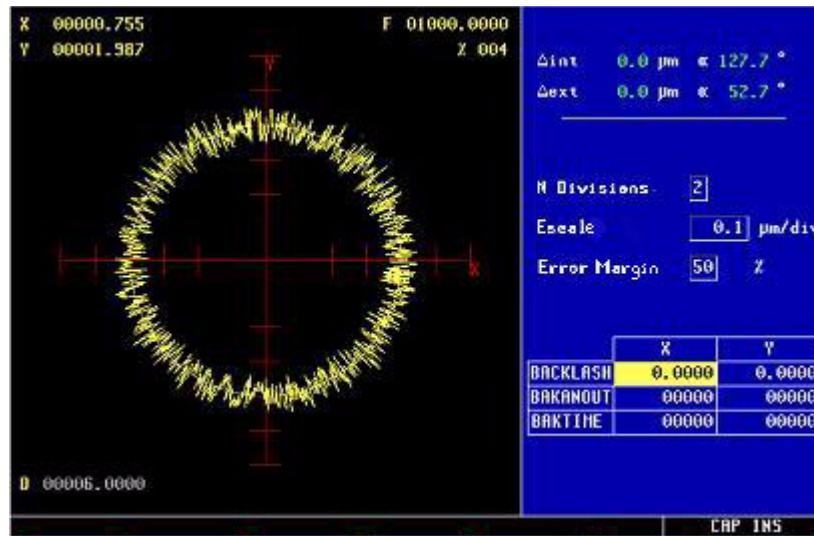 X 00000.755
F 01000.0000
Y 00001.987
% 004
Y
X
D 00006.0000
Δint 0.0 µm ∝ 127.7 °
Δext 0.0 µm ∝ 52.7 °
N Divisions 2
Escale 0.1 µm/div
Error Margin 50 %
X Y
BACKLASH 0.0000 0.0000
BAKANOUT 00000 00000
BAKTIME 00000 00000
CAP INS